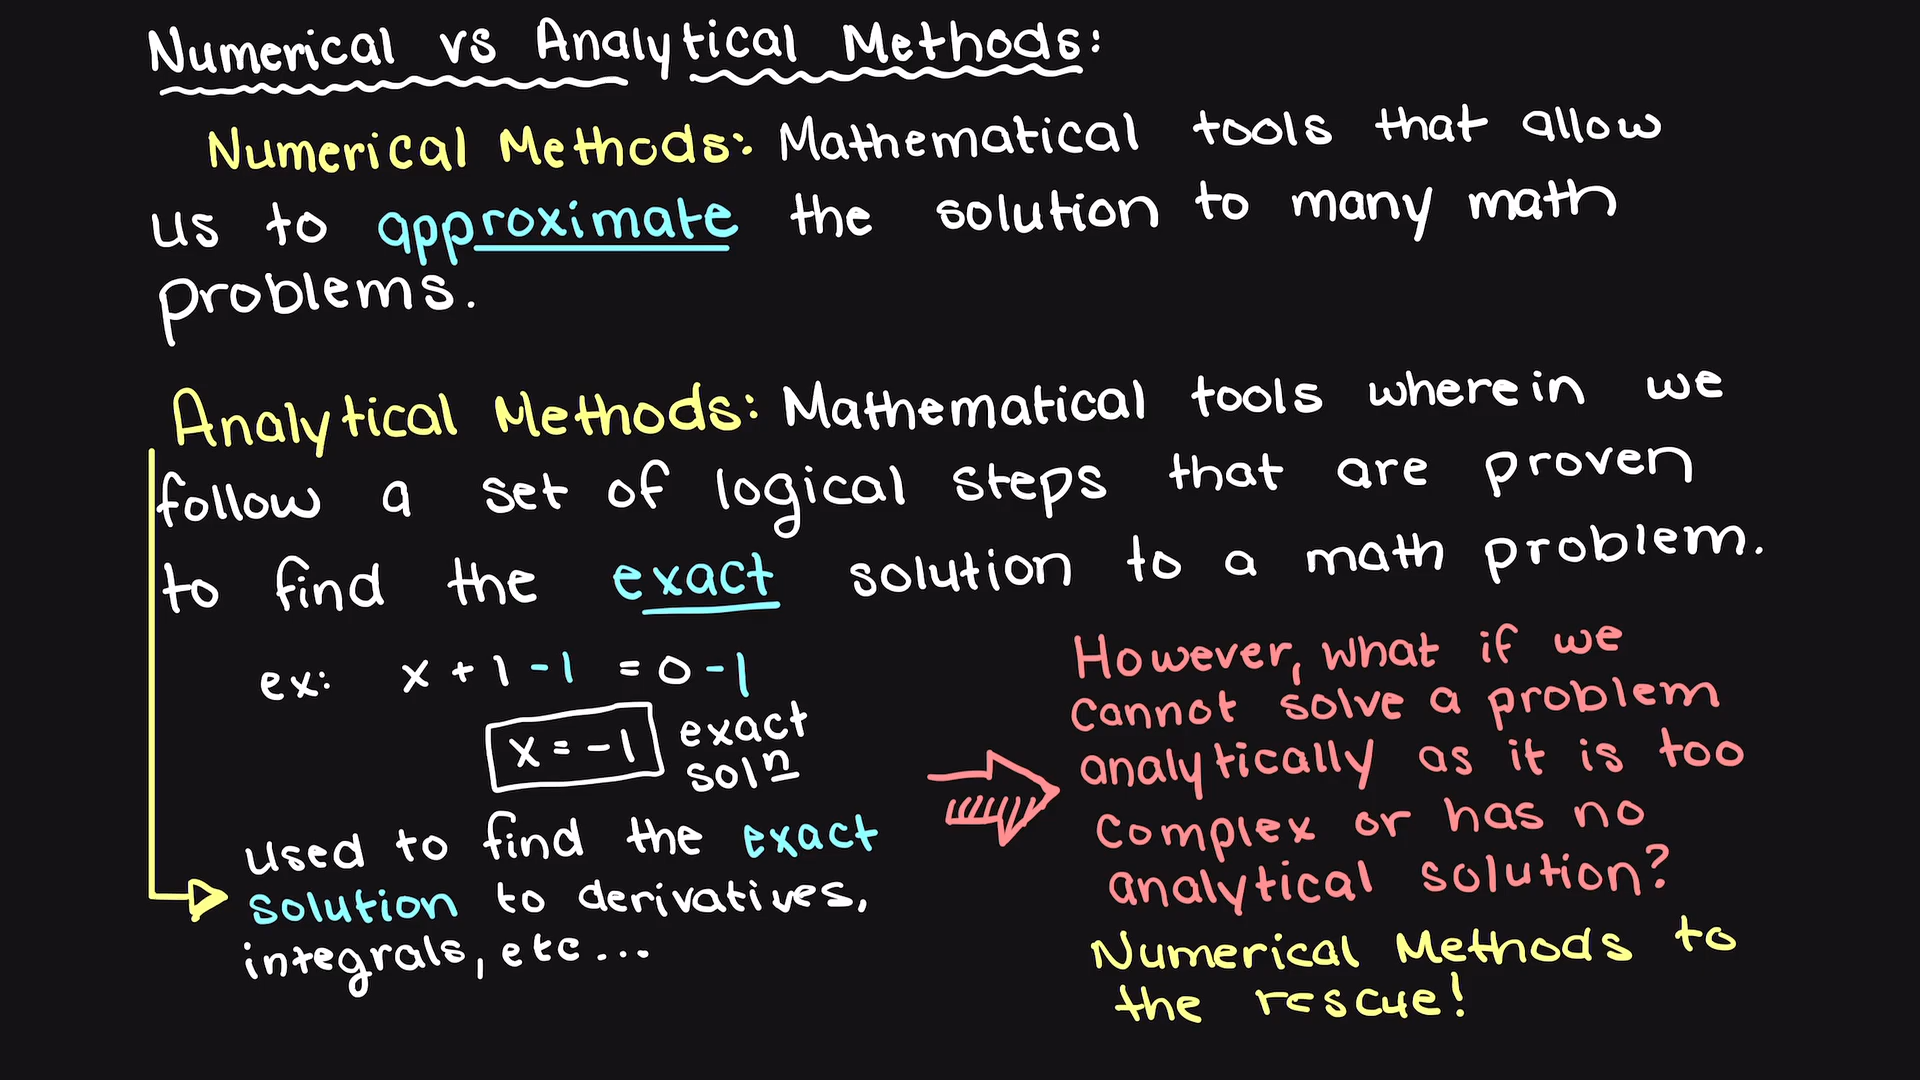 Numerical vs Analytical Methods:
Numerical Methods: Mathematical tools that allow
us to approximate the solution to many math
problems.
Analytical Methods: Mathematical tools wherein we
follow a set of logical steps that are proven
to find the exact solution to a math problem.
ex: x + 1 - 1 = 0 - 1
x = -1 exact
soln
used to find the exact
solution to derivatives,
integrals, etc...
However, what if we
cannot solve a problem
analytically as it is too
complex or has no
analytical solution?
Numerical Methods to
the rescue!